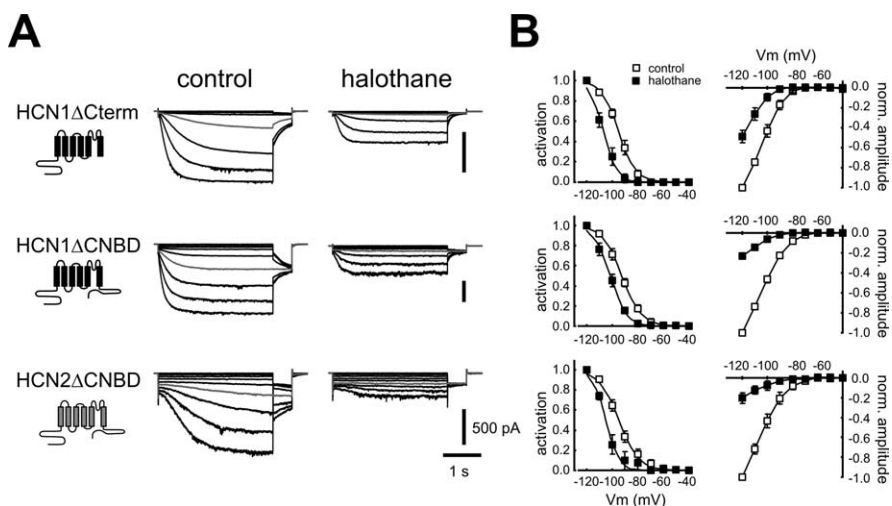 A
B
control
halothane
HCN1ΔCterm
HCN1ΔCNBD
HCN2ΔCNBD
500 pA
1 s
control
halothane
activation
1.0
0.8
0.6
0.4
0.2
0.0
-120 -100 -80 -60 -40
Vm (mV)
-120 -100 -80 -60
0.0
-0.2
-0.4
-0.6
-0.8
-1.0
norm. amplitude
activation
1.0
0.8
0.6
0.4
0.2
0.0
-120 -100 -80 -60 -40
-120 -100 -80 -60
0.0
-0.2
-0.4
-0.6
-0.8
-1.0
norm. amplitude
activation
1.0
0.8
0.6
0.4
0.2
0.0
-120 -100 -80 -60 -40
Vm (mV)
-120 -100 -80 -60
0.0
-0.2
-0.4
-0.6
-0.8
-1.0
norm. amplitude